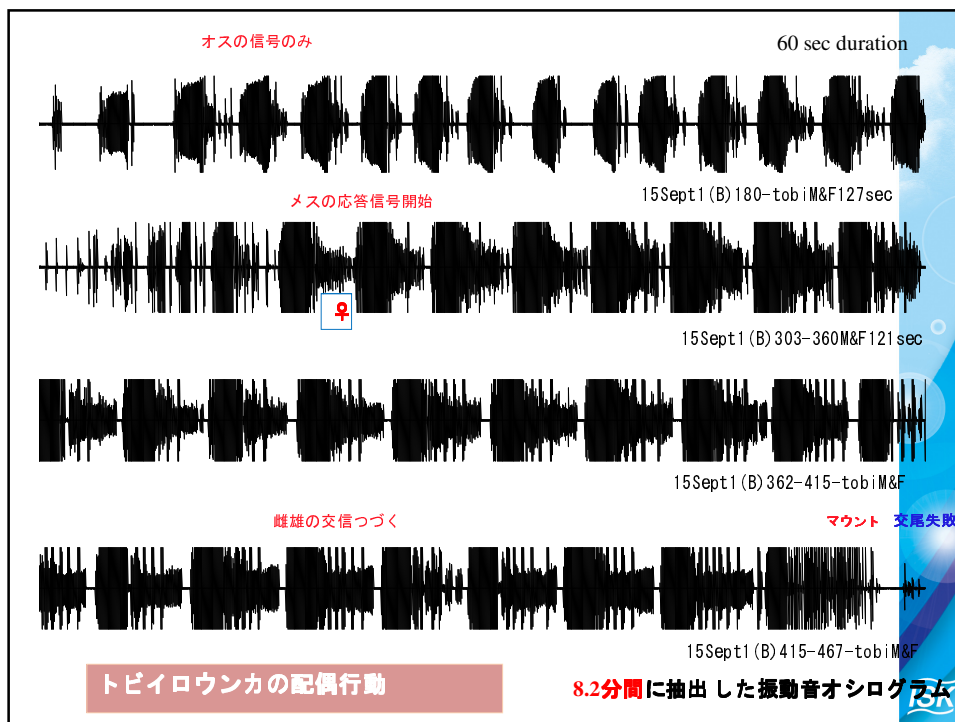 オスの信号のみ
60 sec duration
15Sept1(B)180-tobiM&F127sec
メスの応答信号開始
♀
15Sept1(B)303-360M&F121sec
15Sept1(B)362-415-tobiM&F
雌雄の交信つづく
マウント 交尾失敗
15Sept1(B)415-467-tobiM&F
トビイロウンカの配偶行動
8.2分間に抽出した振動音オシログラム